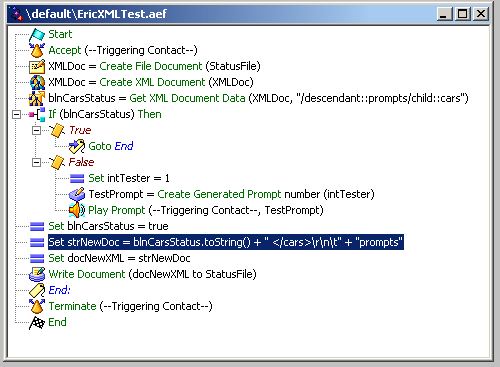 \default\EricXMLTest.aef
Start
Accept (--Triggering Contact--)
XMLDoc = Create File Document (StatusFile)
XMLDoc = Create XML Document (XMLDoc)
blnCarsStatus = Get XML Document Data (XMLDoc, "/descendant::prompts/child::cars")
If (blnCarsStatus) Then
True
Goto End
False
Set intTester = 1
TestPrompt = Create Generated Prompt number (intTester)
Play Prompt (--Triggering Contact--, TestPrompt)
Set blnCarsStatus = true
Set strNewDoc = blnCarsStatus.toString() + " </cars>\r\n\t" + "prompts"
Set docNewXML = strNewDoc
Write Document (docNewXML to StatusFile)
End:
Terminate (--Triggering Contact--)
End